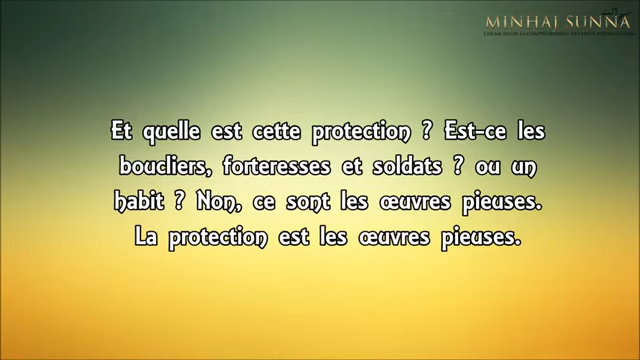 MINHAJ SUNNA
Et quelle est cette protection ? Est-ce les
boucliers, forteresses et soldats ? ou un
habit ? Non, ce sont les œuvres pieuses.
La protection est les œuvres pieuses.